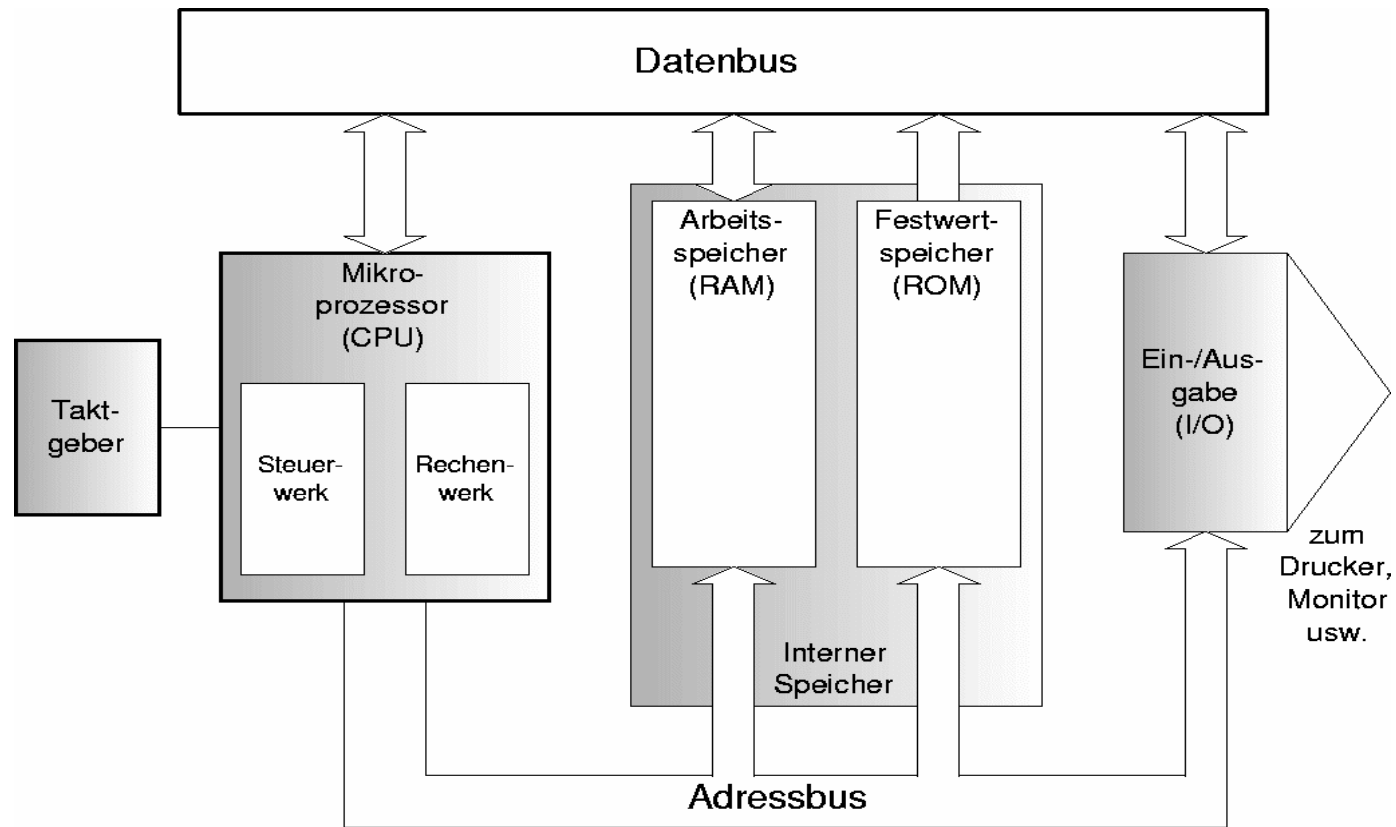 Datenbus
Mikro-
prozessor
(CPU)
Arbeits-
speicher
(RAM)
Festwert-
speicher
(ROM)
Ein-/Aus-
gabe
(I/O)
Takt-
geber
Steuer-
werk
Rechen-
werk
zum
Drucker,
Monitor
usw.
Interner
Speicher
Adressbus